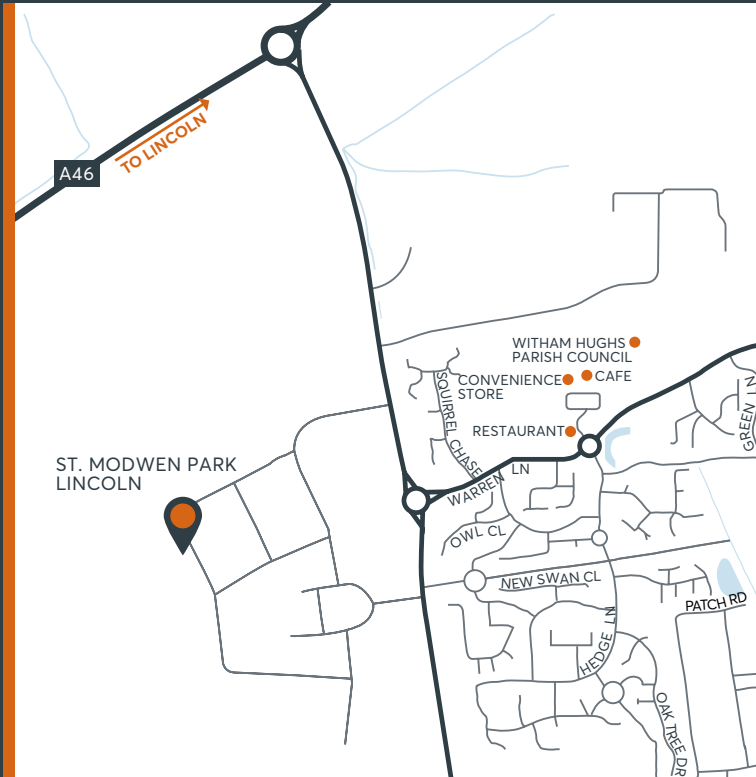 A46
TO LINCOLN
WITHAM HUGHS
PARISH COUNCIL
CONVENIENCE
STORE
CAFE
SQUIRREL CHASE
RESTAURANT
GREEN LN
ST. MODWEN PARK
LINCOLN
WARREN LN
OWL CL
NEW SWAN CL
PATCH RD
HEDGE LN
OAK TREE DR